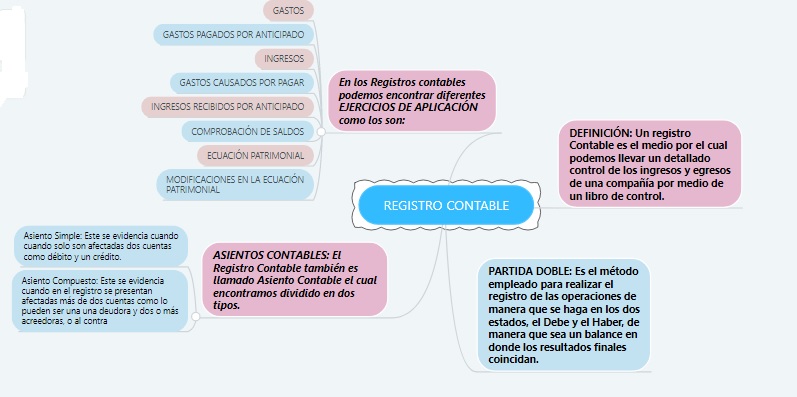 GASTOS
GASTOS PAGADOS POR ANTICIPADO
INGRESOS
GASTOS CAUSADOS POR PAGAR
INGRESOS RECIBIDOS POR ANTICIPADO
COMPROBACIÓN DE SALDOS
ECUACIÓN PATRIMONIAL
MODIFICACIONES EN LA ECUACIÓN
PATRIMONIAL
En los Registros contables
podemos encontrar diferentes
EJERCICIOS DE APLICACIÓN
como los son:
DEFINICIÓN: Un registro
Contable es el medio por el cual
podemos llevar un detallado
control de los ingresos y egresos
de una compañía por medio de
un libro de control.
REGISTRO CONTABLE
Asiento Simple: Este se evidencia cuando
cuando solo son afectadas dos cuentas
como débito y un crédito.
Asiento Compuesto: Este se evidencia
cuando en el registro se presentan
afectadas más de dos cuentas como lo
pueden ser una una deudora y dos o más
acreedoras, o al contra
ASIENTOS CONTABLES: El
Registro Contable también es
llamado Asiento Contable el cual
encontramos dividido en dos
tipos.
PARTIDA DOBLE: Es el método
empleado para realizar el
registro de las operaciones de
manera que se haga en los dos
estados, el Debe y el Haber, de
manera que sea un balance en
donde los resultados finales
coincidan.